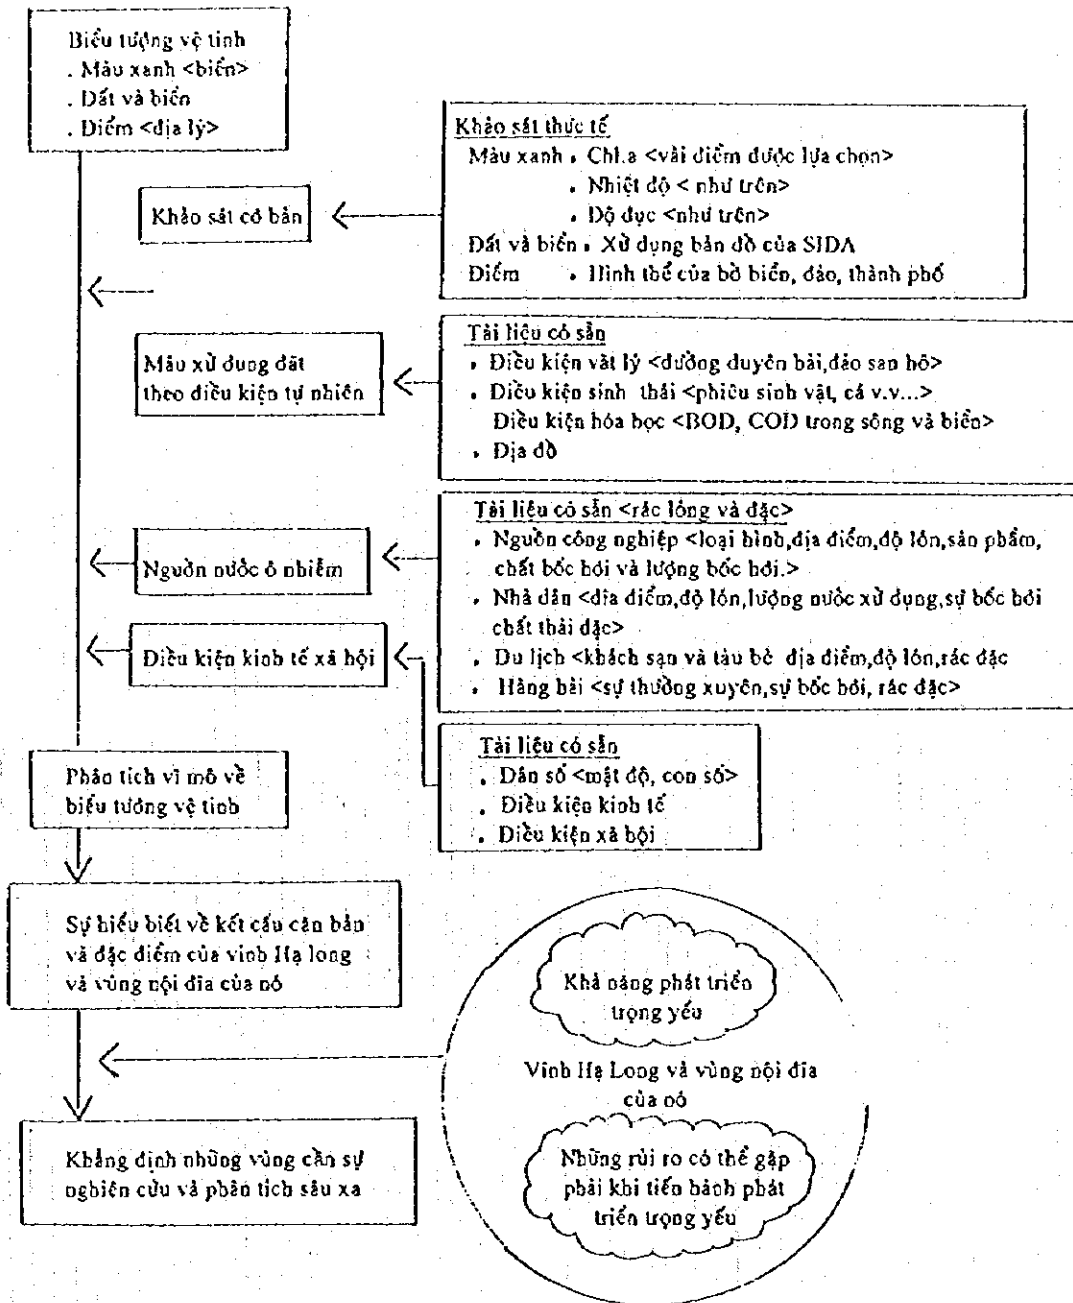 Biểu tượng vệ tinh
. Màu xanh <biển>
. Đất và biển
. Điểm <địa lý>
Khảo sát thực tế
Màu xanh . Chl.a <vài điểm được lựa chọn>
. Nhiệt độ < như trên>
. Độ đục <như trên>
Đất và biển . Xử dụng bản đồ của SIDA
Điểm . Hình thể của bờ biển, đảo, thành phố
Khảo sát cơ bản
Tài liệu có sẵn
. Điều kiện vật lý <đường duyên hải,đảo san hô>
. Điều kiện sinh thái <phiêu sinh vật, cá v.v...>
Điều kiện hóa học <BOD, COD trong sông và biển>
. Địa đồ
Mẫu xử dụng đất
theo điều kiện tự nhiên
Tài liệu có sẵn <rác lỏng và đặc>
. Nguồn công nghiệp <loại hình,địa điểm,độ lớn,sản phẩm,
chất bốc hơi và lượng bốc hơi.>
. Nhà dân <địa điểm,độ lớn,lượng nước xử dụng,sự bốc hơi
chất thải đặc>
. Du lịch <khách sạn và tàu bè địa điểm,độ lớn,rác đặc
. Hàng hải <sự thường xuyên,sự bốc hơi, rác đặc>
Nguồn nước ô nhiễm
Điều kiện kinh tế xã hội
Tài liệu có sẵn
. Dân số <mật độ, con số>
. Điều kiện kinh tế
. Điều kiện xã hội
Phân tích vĩ mô về
biểu tượng vệ tinh
Sự hiểu biết về kết cấu căn bản
và đặc điểm của vịnh Hạ long
và vùng nội địa của nó
Khả năng phát triển
trọng yếu
Vịnh Hạ Long và vùng nội địa
của nó
Những rủi ro có thể gặp
phải khi tiến hành phát
triển trọng yếu
Khẳng định những vùng cần sự
nghiên cứu và phân tích sâu xa